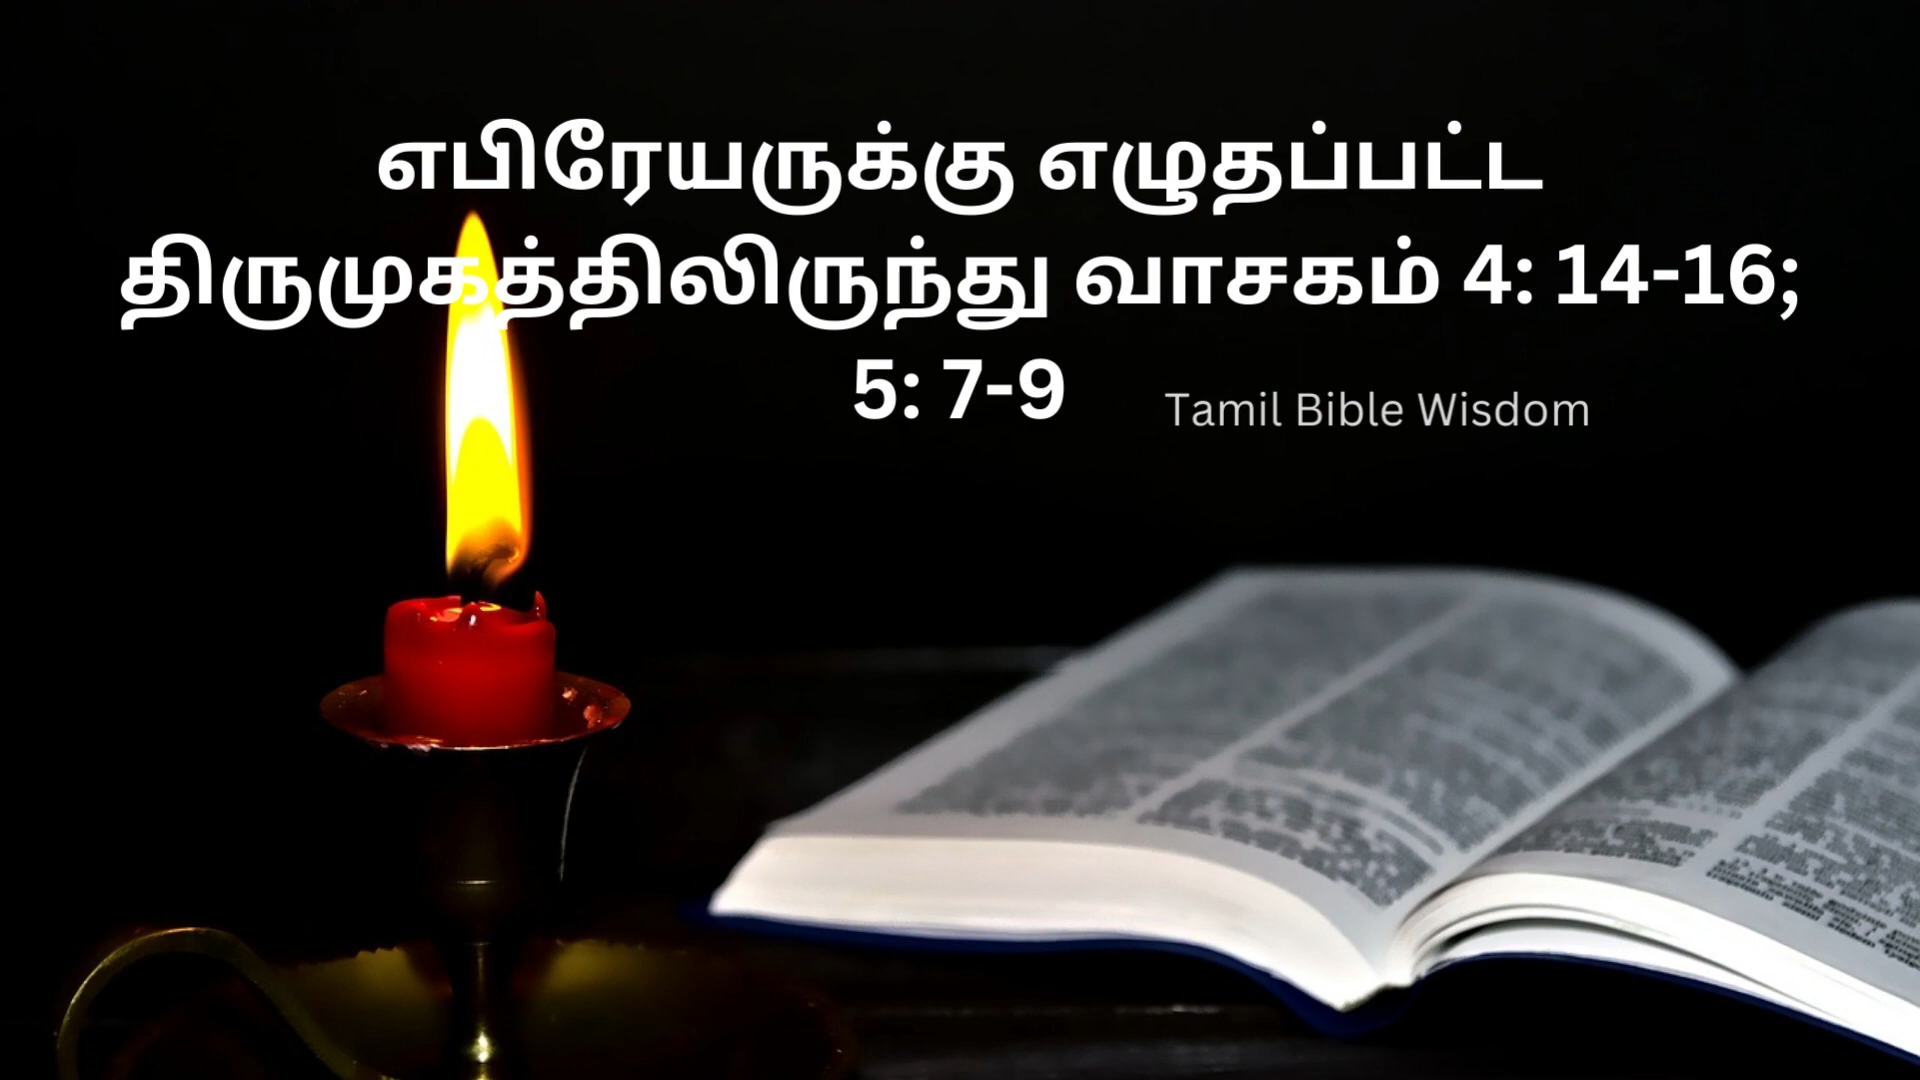 எபிரேயருக்கு எழுதப்பட்ட
திருமுகத்திலிருந்து வாசகம் 4: 14-16;
5: 7-9
Tamil Bible Wisdom